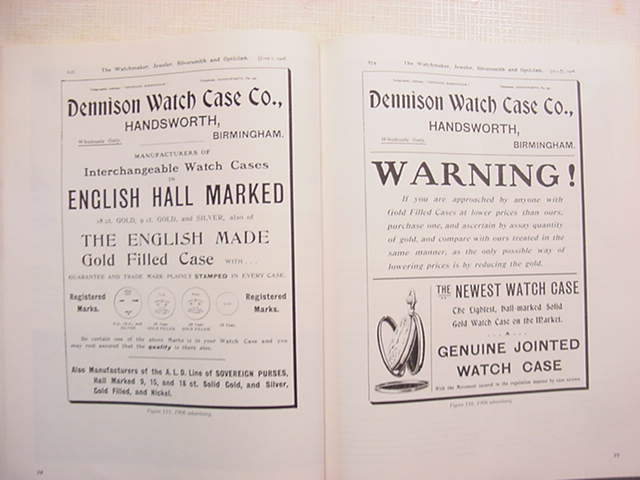 The Watchmaker, Jeweler, Silversmith and Optician.
Dennison Watch Case Co.,
HANDSWORTH,
Wholesale Only.
BIRMINGHAM.
MANUFACTURERS OF
Interchangeable Watch Cases
IN
ENGLISH HALL MARKED
18 ct. GOLD, 9 ct. GOLD, and SILVER, also of
THE ENGLISH MADE
Gold Filled Case WITH . . .
GUARANTEE AND TRADE MARK PLAINLY STAMPED IN EVERY CASE.
Registered Marks.
Registered Marks.
Be certain one of the above Marks is in your Watch Case and you
may rest assured that the quality is there also.
Also Manufacturers of the A.L.D. Line of SOVEREIGN PURSES,
Hall Marked 9, 15, and 18 ct. Solid Gold, and Silver,
Gold Filled, and Nickel.
advertising.
The Watchmaker, Jeweler, Silversmith and Optician.
Dennison Watch Case Co.,
HANDSWORTH,
Wholesale Only.
BIRMINGHAM.
WARNING!
If you are approached by anyone with
Gold Filled Cases at lower prices than ours,
purchase one, and ascertain by assay quantity
of gold, and compare with ours treated in the
same manner, as the only possible way of
lowering prices is by reducing the gold.
THE NEWEST WATCH CASE
The Lightest, hall-marked Solid
Gold Watch Case on the Market.
A
GENUINE JOINTED
WATCH CASE
advertising.